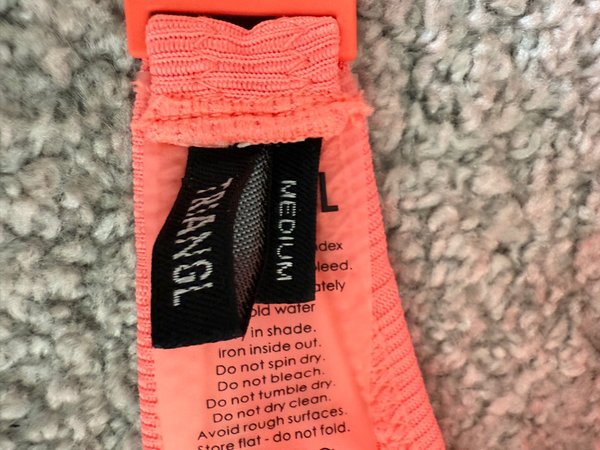 TRIANGL
MEDIUM
L
bleed.
old water
in shade.
Iron inside out.
Do not spin dry.
Do not bleach.
Do not tumble dry.
Do not dry clean.
Avoid rough surfaces.
Store flat - do not fold.